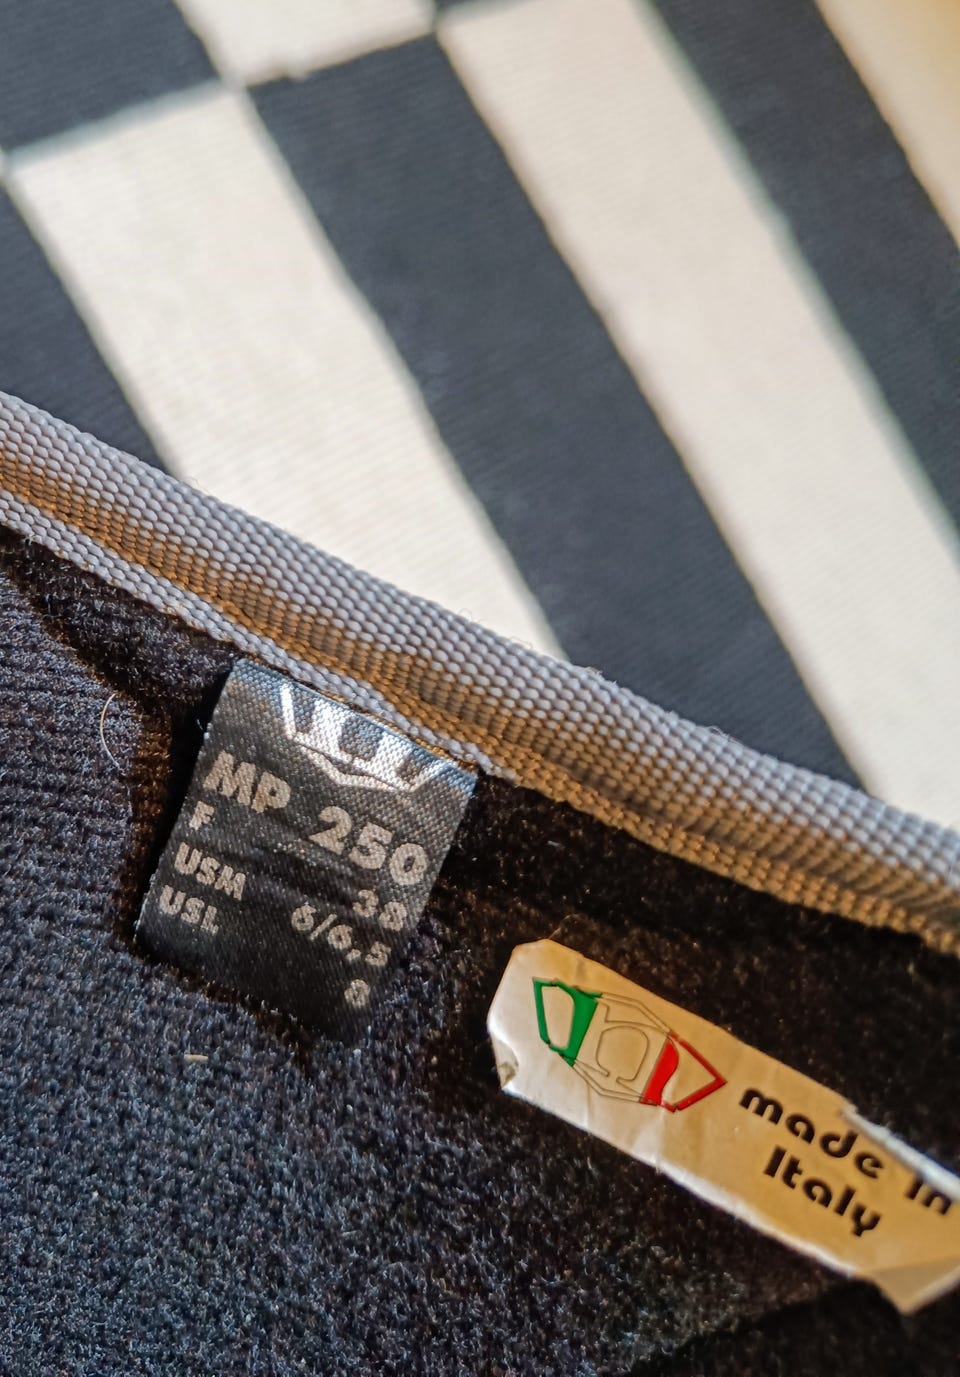 MP 250
F 38
USM 6/6,5
USL 8
made in
Italy